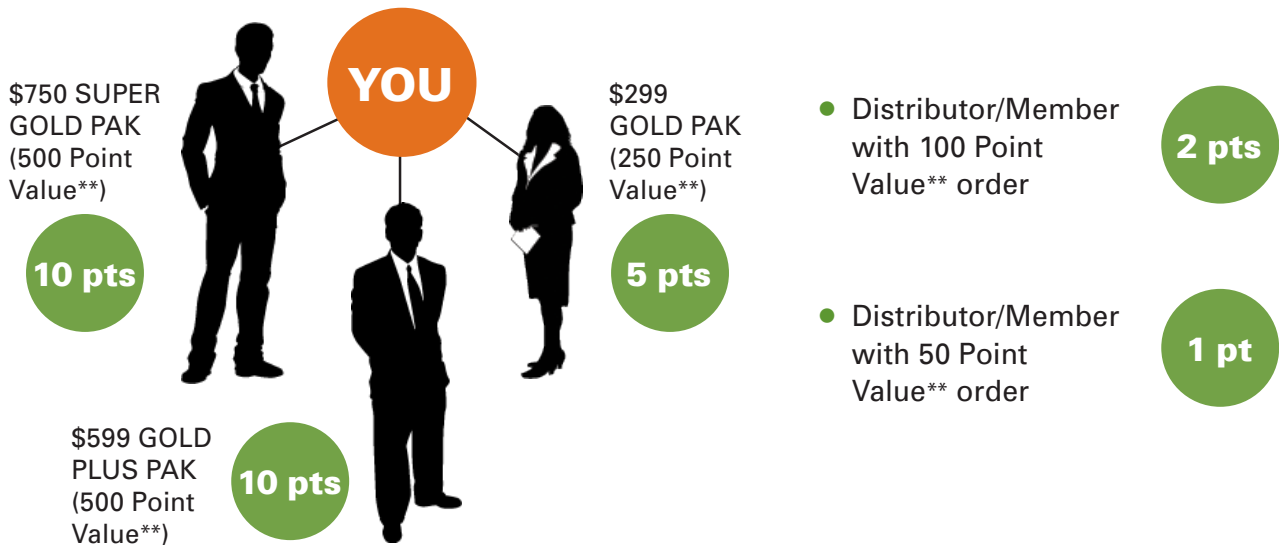 YOU
$750 SUPER
GOLD PAK
(500 Point
Value**)
10 pts
$299
GOLD PAK
(250 Point
Value**)
5 pts
$599 GOLD
PLUS PAK
(500 Point
Value**)
10 pts
• Distributor/Member
with 100 Point
Value** order
2 pts
• Distributor/Member
with 50 Point
Value** order
1 pt